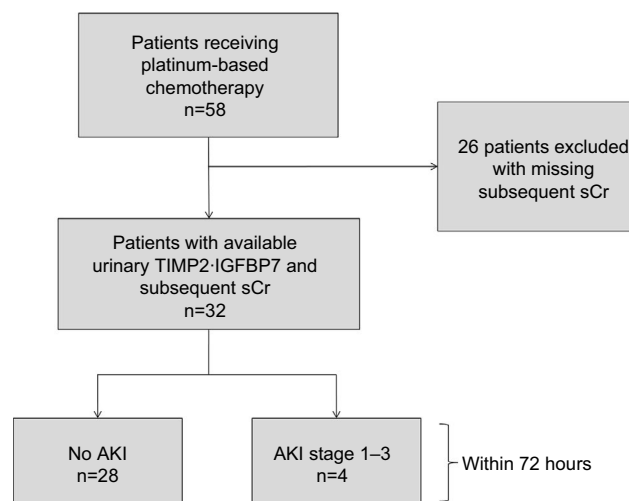 Patients receiving
platinum-based
chemotherapy
n=58
26 patients excluded
with missing
subsequent sCr
Patients with available
urinary TIMP2·IGFBP7 and
subsequent sCr
n=32
No AKI
n=28
AKI stage 1–3
n=4
Within 72 hours